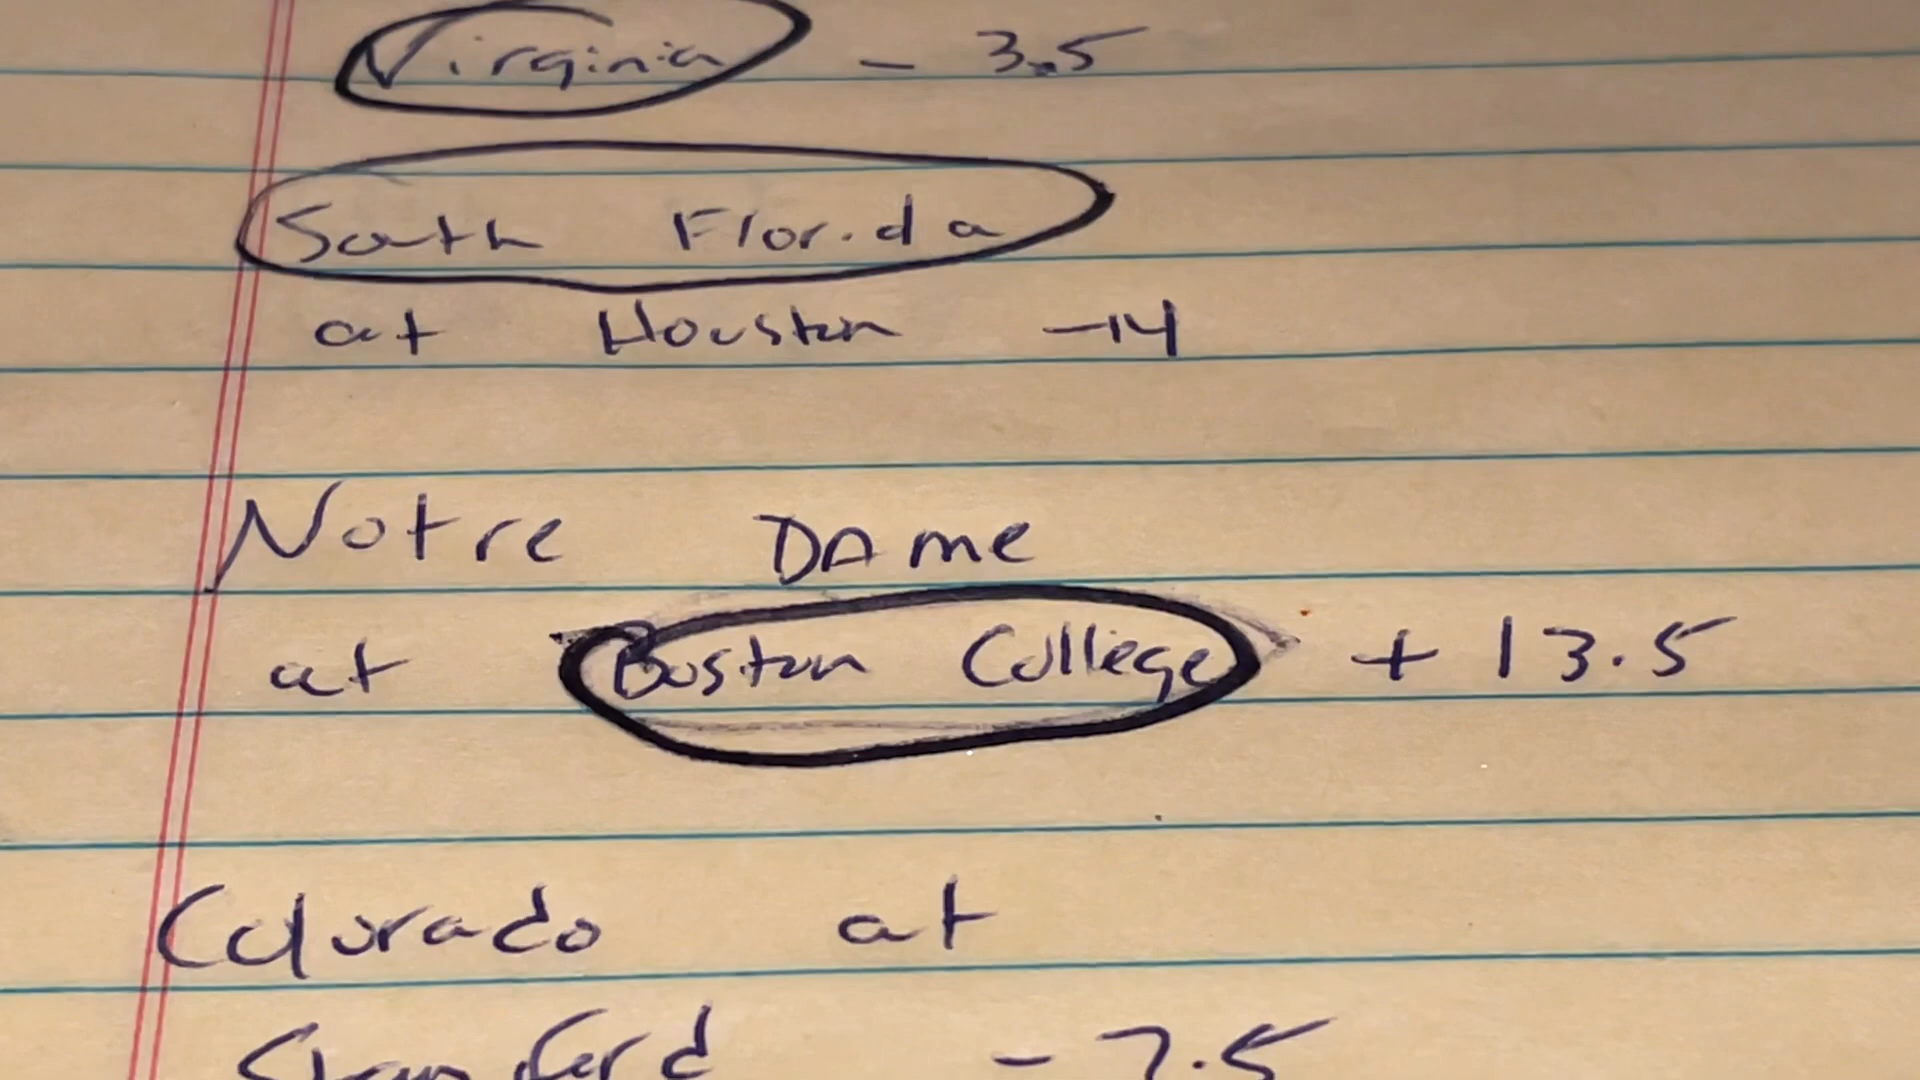 Virginia - 3.5
South Florida
at Houston -14
Notre DAme
at Boston College + 13.5
Colorado at
Stanford - 7.5